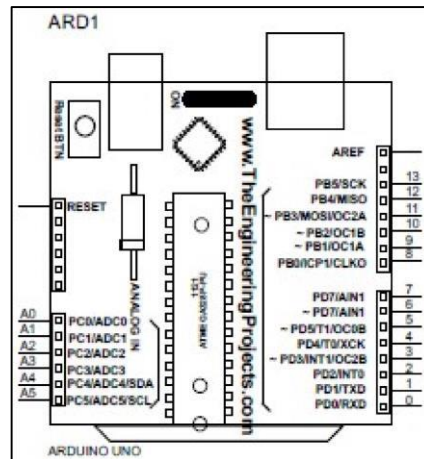 ARD1
Reset BTN
ON
www.TheEngineeringProjects.com
AREF
PB5/SCK 13
PB4/MISO 12
~PB3/MOSI/OC2A 11
~ PB2/OC1B 10
~ PB1/OC1A 9
PB0/ICP1/CLKO 8
RESET
ANALOG IN
A0 PC0/ADC0
A1 PC1/ADC1
A2 PC2/ADC2
A3 PC3/ADC3
A4 PC4/ADC4/SDA
A5 PC5/ADC5/SCL
PD7/AIN1 7
~ PD7/AIN1 6
~ PD5/T1/OC0B 5
PD4/T0/XCK 4
~ PD3/INT1/OC2B 3
PD2/INT0 2
PD1/TXD 1
PD0/RXD 0
ARDUINO UNO